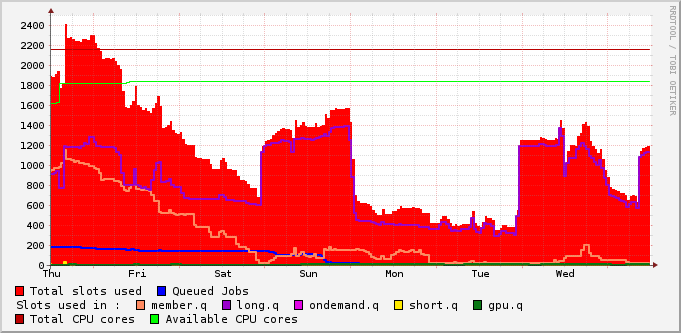 RRDTOOL / TOBI OETIKER
2400
2200
2000
1800
1600
1400
1200
1000
800
600
400
200
0
Thu Fri Sat Sun Mon Tue Wed
Total slots used Queued Jobs
Slots used in : member.q long.q ondemand.q short.q gpu.q
Total CPU cores Available CPU cores